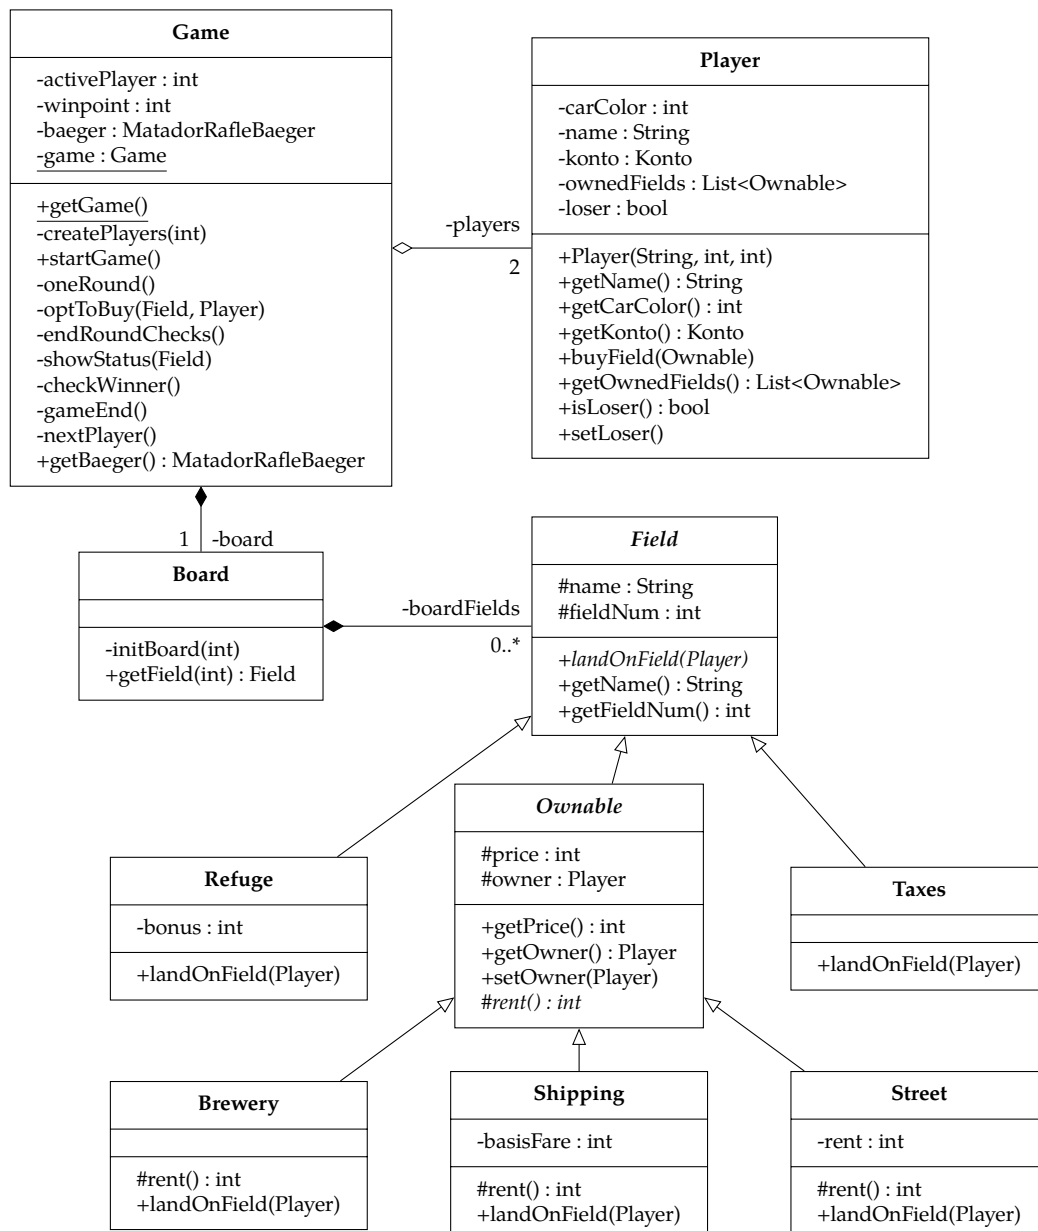 Game
-activePlayer : int
-winpoint : int
-baeger : MatadorRafleBaeger
-game : Game
+getGame()
-createPlayers(int)
+startGame()
-oneRound()
-optToBuy(Field, Player)
-endRoundChecks()
-showStatus(Field)
-checkWinner()
-gameEnd()
-nextPlayer()
+getBaeger() : MatadorRafleBaeger
-players
2
Player
-carColor : int
-name : String
-konto : Konto
-ownedFields : List<Ownable>
-loser : bool
+Player(String, int, int)
+getName() : String
+getCarColor() : int
+getKonto() : Konto
+buyField(Ownable)
+getOwnedFields() : List<Ownable>
+isLoser() : bool
+setLoser()
1 -board
Board
-initBoard(int)
+getField(int) : Field
-boardFields
0..*
Field
#name : String
#fieldNum : int
+landOnField(Player)
+getName() : String
+getFieldNum() : int
Refuge
-bonus : int
+landOnField(Player)
Ownable
#price : int
#owner : Player
+getPrice() : int
+getOwner() : Player
+setOwner(Player)
#rent() : int
Taxes
+landOnField(Player)
Brewery
#rent() : int
+landOnField(Player)
Shipping
-basisFare : int
#rent() : int
+landOnField(Player)
Street
-rent : int
#rent() : int
+landOnField(Player)